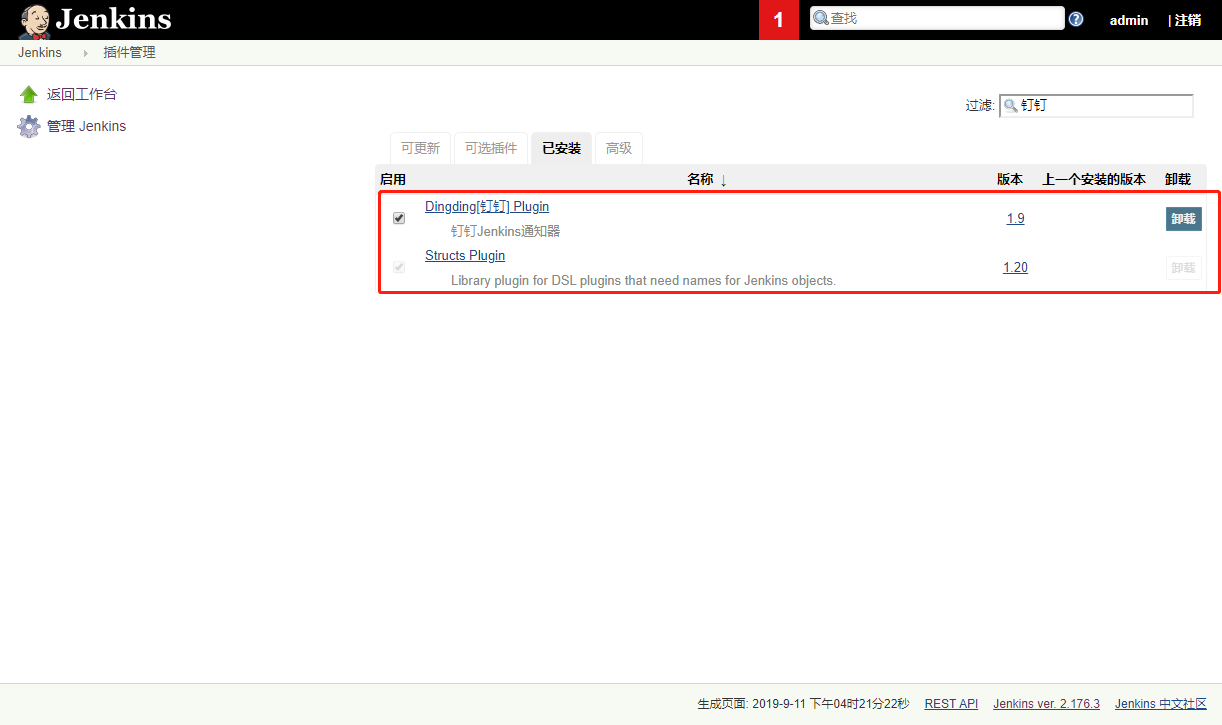 Jenkins
1
查找
?
admin
| 注销
Jenkins
插件管理
返回工作台
管理 Jenkins
过滤:
钉钉
可更新
可选插件
已安装
高级
启用
名称 ↓
版本
上一个安装的版本
卸载
Dingding[钉钉] Plugin
钉钉Jenkins通知器
1.9
卸载
Structs Plugin
Library plugin for DSL plugins that need names for Jenkins objects.
1.20
卸载
生成页面: 2019-9-11 下午04时21分22秒
REST API
Jenkins ver. 2.176.3
Jenkins 中文社区